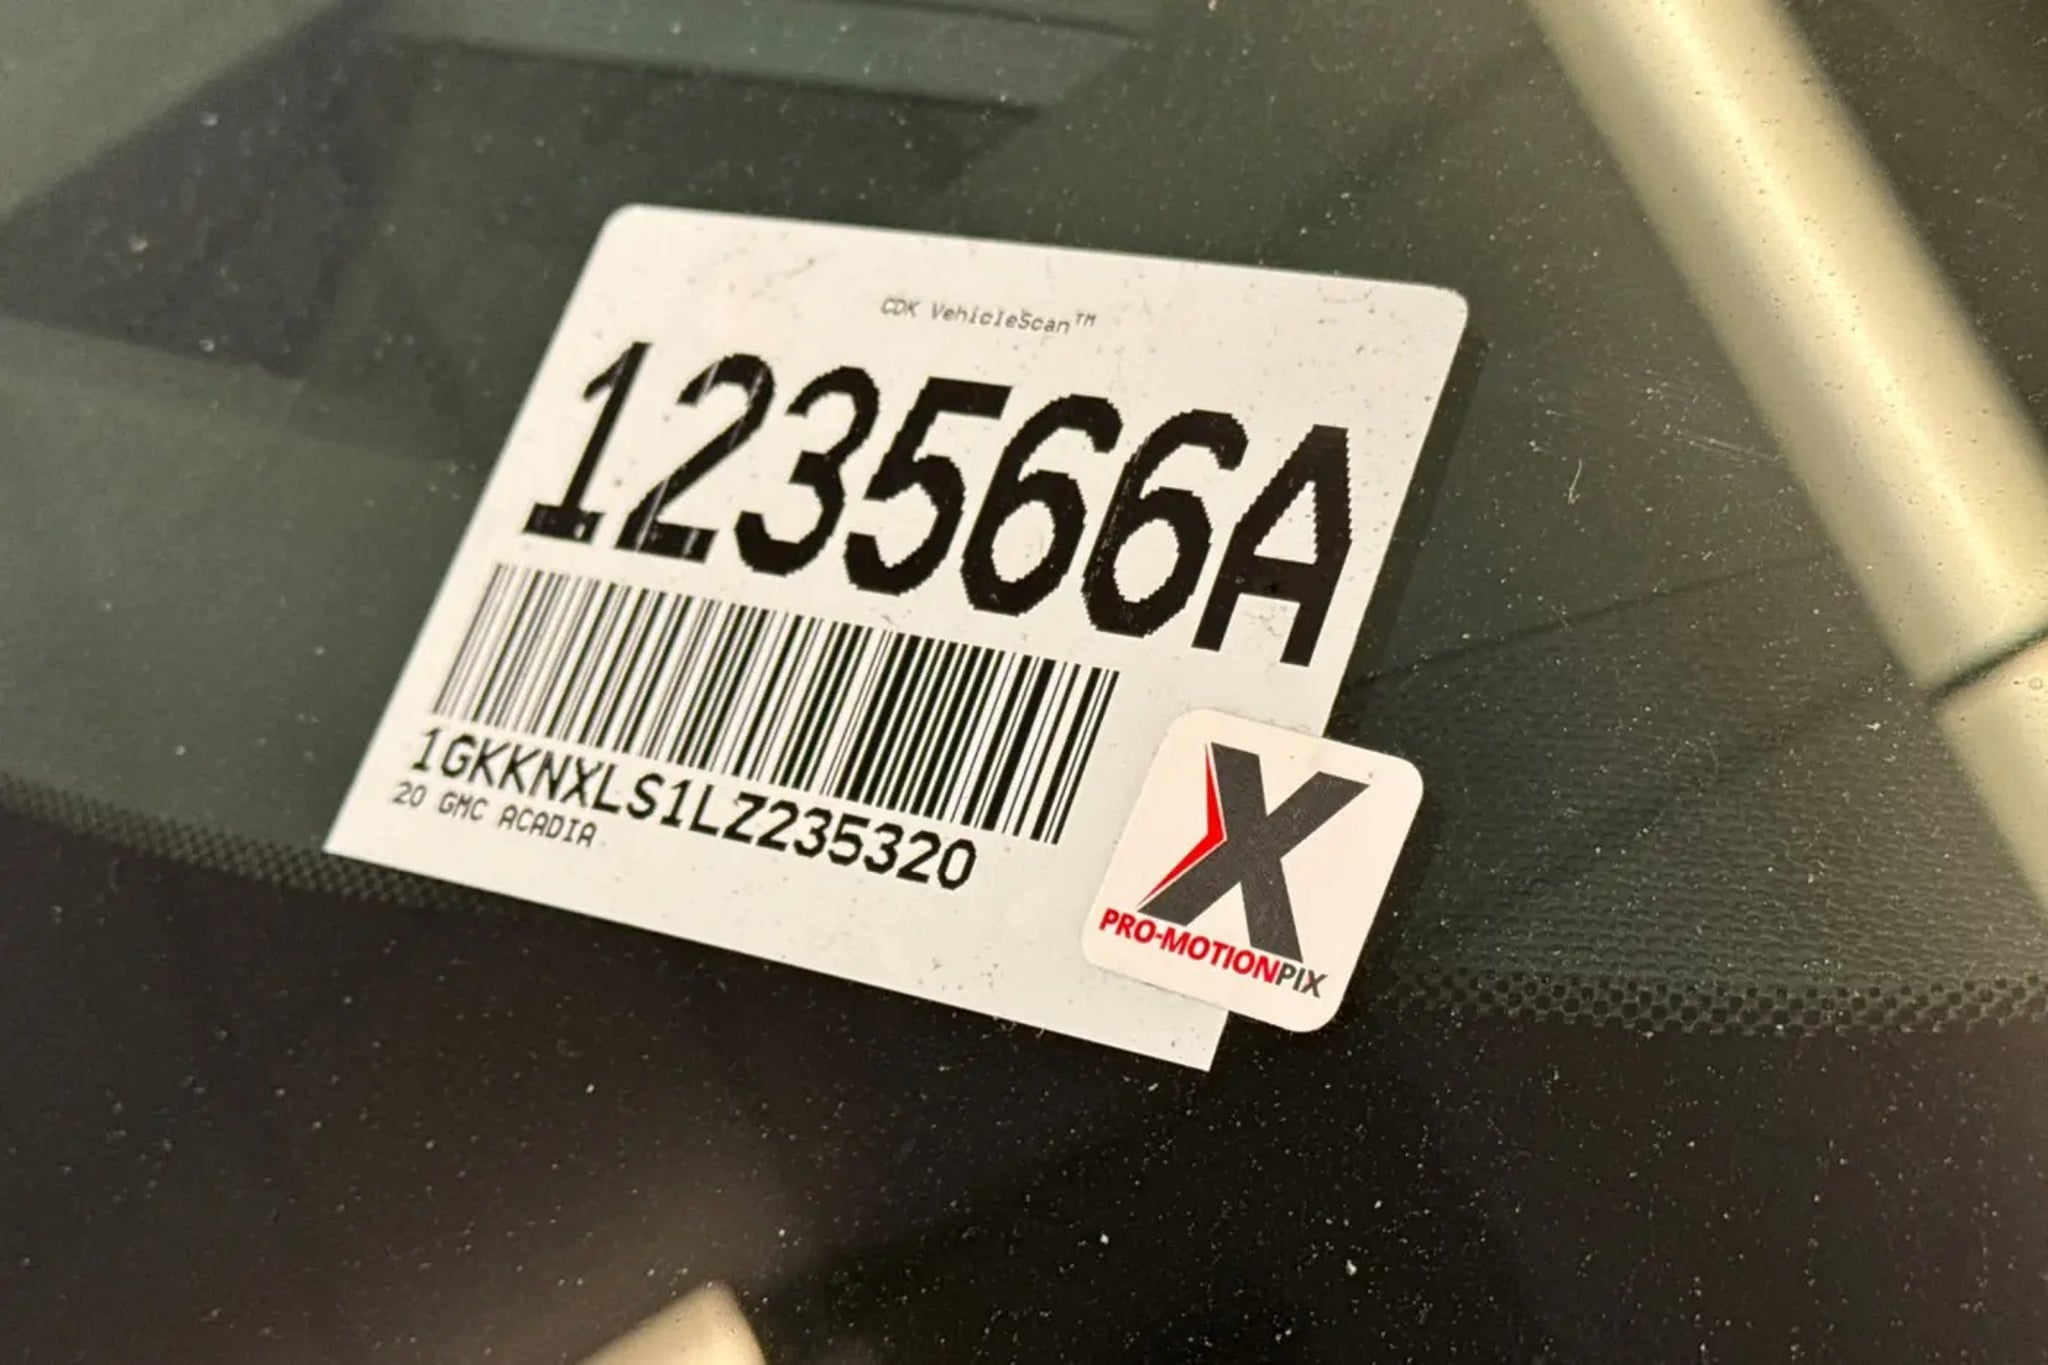 CDK VehicleScan™
123566A
1GKKNXLS1LZ235320
20 GMC ACADIA
X
PRO-MOTIONPIX